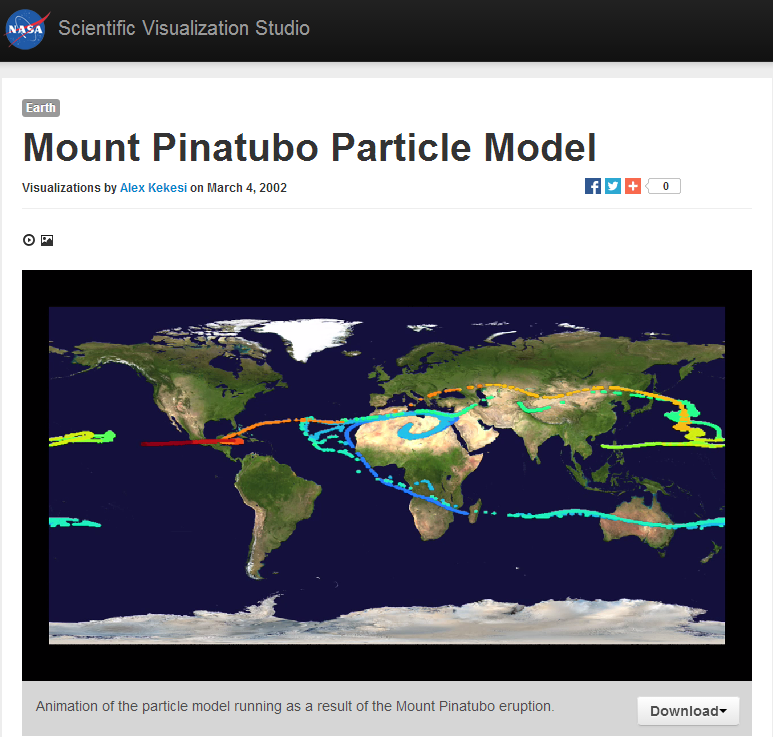 NASA Scientific Visualization Studio
Earth
Mount Pinatubo Particle Model
Visualizations by Alex Kekesi on March 4, 2002
0
Animation of the particle model running as a result of the Mount Pinatubo eruption.
Download